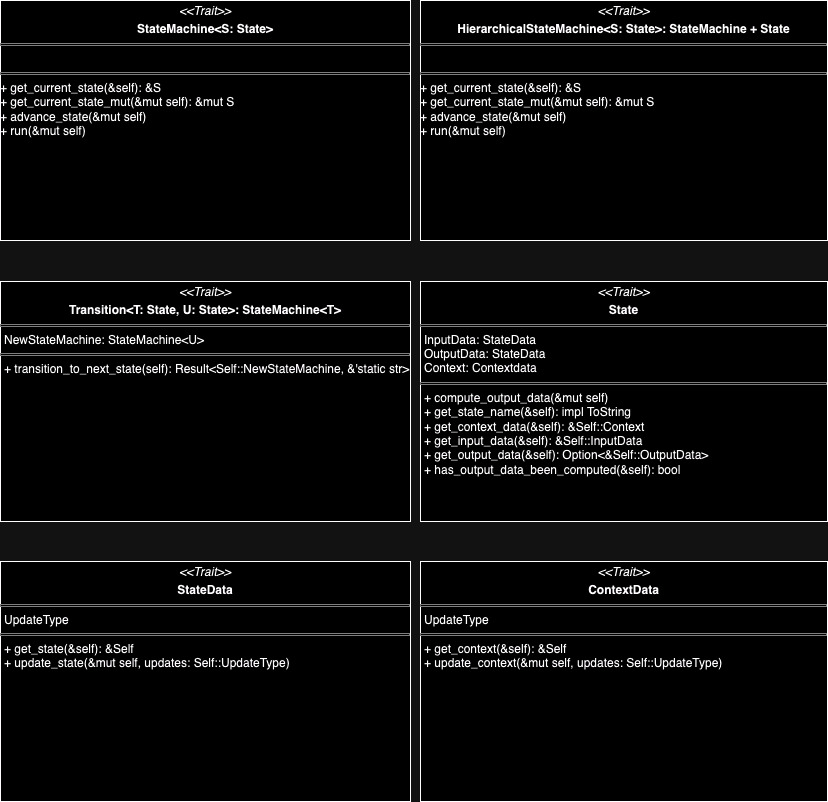 <<Trait>>
StateMachine<S: State>
+ get_current_state(&self): &S
+ get_current_state_mut(&mut self): &mut S
+ advance_state(&mut self)
+ run(&mut self)
<<Trait>>
HierarchicalStateMachine<S: State>: StateMachine + State
+ get_current_state(&self): &S
+ get_current_state_mut(&mut self): &mut S
+ advance_state(&mut self)
+ run(&mut self)
<<Trait>>
Transition<T: State, U: State>: StateMachine<T>
NewStateMachine: StateMachine<U>
+ transition_to_next_state(self): Result<Self::NewStateMachine, &'static str>
<<Trait>>
State
InputData: StateData
OutputData: StateData
Context: Contextdata
+ compute_output_data(&mut self)
+ get_state_name(&self): impl ToString
+ get_context_data(&self): &Self::Context
+ get_input_data(&self): &Self::InputData
+ get_output_data(&self): Option<&Self::OutputData>
+ has_output_data_been_computed(&self): bool
<<Trait>>
StateData
UpdateType
+ get_state(&self): &Self
+ update_state(&mut self, updates: Self::UpdateType)
<<Trait>>
ContextData
UpdateType
+ get_context(&self): &Self
+ update_context(&mut self, updates: Self::UpdateType)